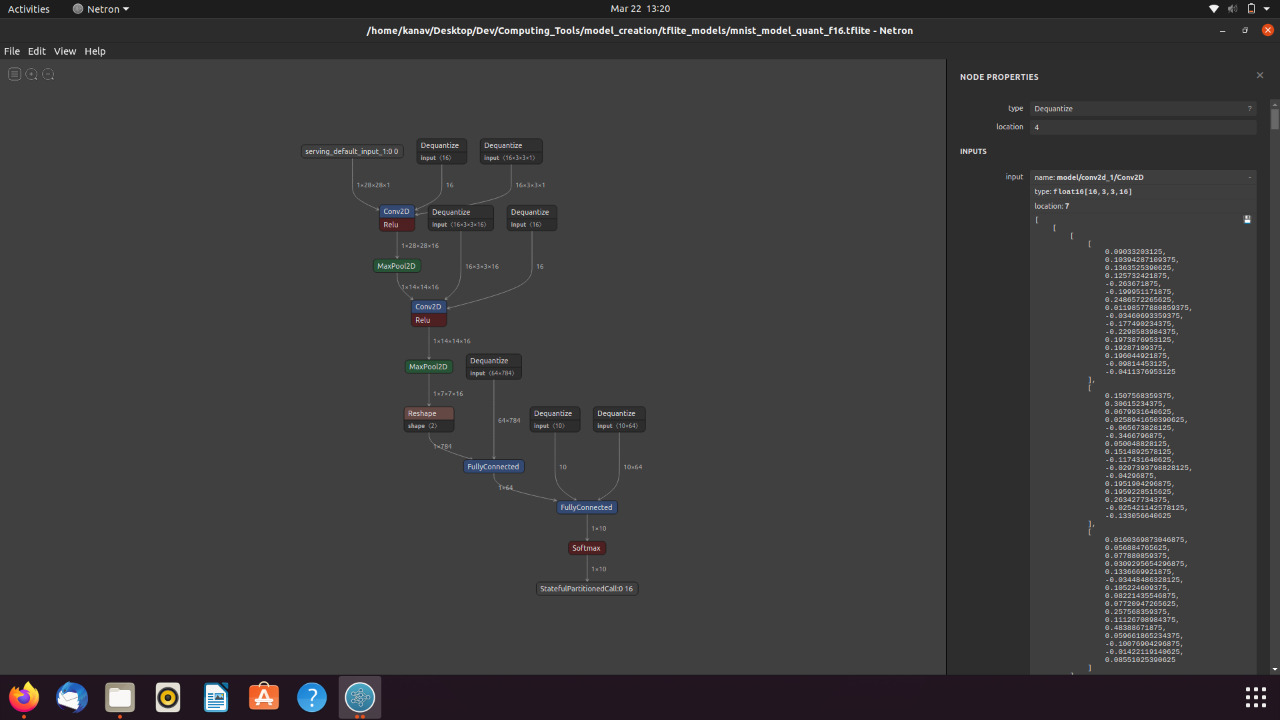 Activities
Netron
Mar 22 13:20
/home/kanav/Desktop/Dev/Computing_Tools/model_creation/tflite_models/mnist_model_quant_f16.tflite - Netron
File Edit View Help
serving_default_input_1:0 0
Dequantize
input ⟨16⟩
Dequantize
input ⟨16×3×3×1⟩
1×28×28×1
16
16×3×3×1
Conv2D
Relu
Dequantize
input ⟨16×3×3×16⟩
Dequantize
input ⟨16⟩
1×28×28×16
MaxPool2D
16×3×3×16
16
1×14×14×16
Conv2D
Relu
1×14×14×16
MaxPool2D
Dequantize
input ⟨64×784⟩
1×7×7×16
Reshape
shape ⟨2⟩
64×784
Dequantize
input ⟨10⟩
Dequantize
input ⟨10×64⟩
1×784
FullyConnected
10
10×64
1×64
FullyConnected
1×10
Softmax
1×10
StatefulPartitionedCall:0 16
NODE PROPERTIES
type
Dequantize
?
location
4
INPUTS
input
name: model/conv2d_1/Conv2D
-
type: float16[16,3,3,16]
location: 7
[
[
[
[
0.09033203125,
0.10394287109375,
0.1363525390625,
0.125732421875,
-0.263671875,
-0.199951171875,
0.2486572265625,
0.01198577880859375,
-0.03460693359375,
-0.177490234375,
-0.2298583984375,
0.1973876953125,
0.19287109375,
0.196044921875,
-0.09814453125,
-0.0411376953125
],
[
0.1507568359375,
0.30615234375,
0.0679931640625,
0.0258941650390625,
-0.065673828125,
-0.3466796875,
0.050048828125,
0.1514892578125,
-0.117431640625,
-0.0297393798828125,
-0.04296875,
0.1951904296875,
0.1959228515625,
0.263427734375,
-0.025421142578125,
-0.133056640625
],
[
0.0160369873046875,
0.056884765625,
0.077880859375,
0.0309295654296875,
0.1336669921875,
-0.03448486328125,
0.105224609375,
0.08221435546875,
0.07720947265625,
0.257568359375,
0.11126708984375,
0.48388671875,
0.059661865234375,
-0.10076904296875,
-0.01422119140625,
0.08551025390625
]